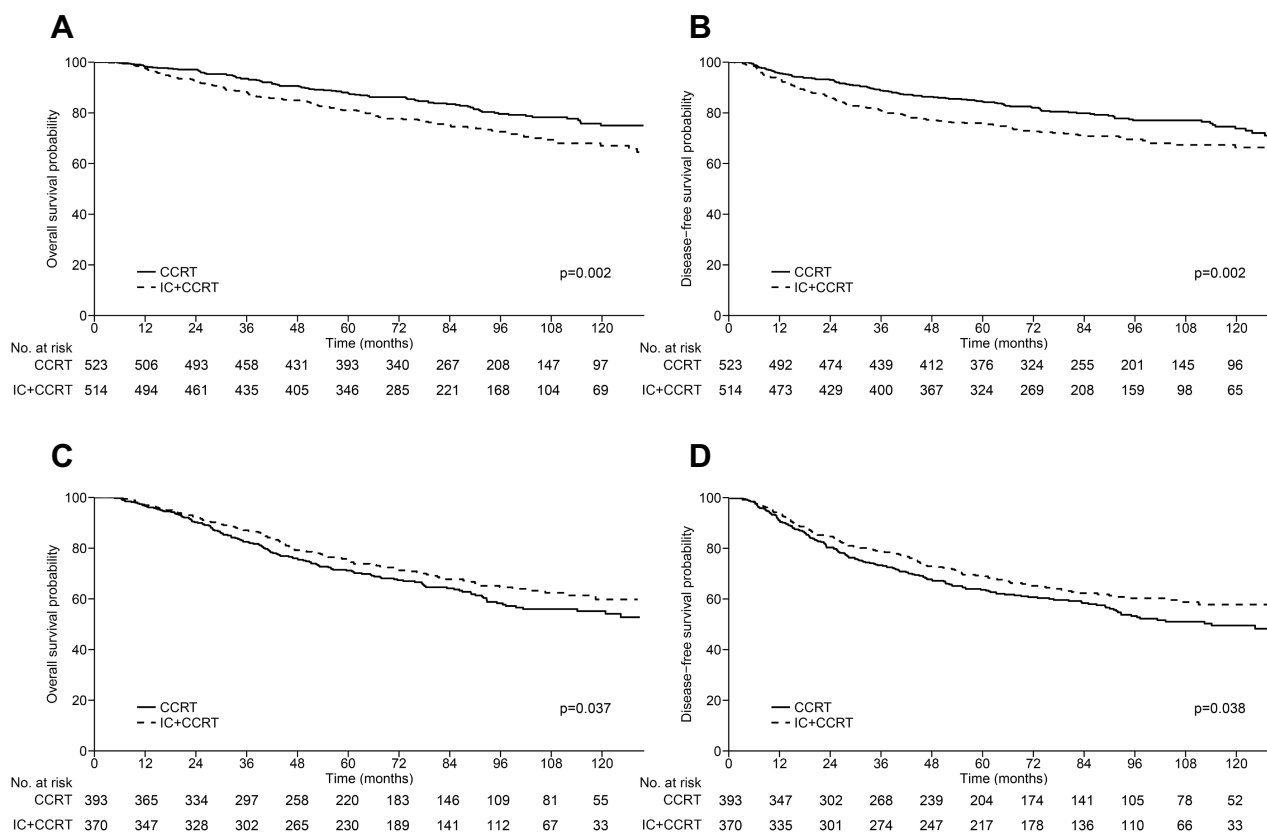 A
Overall survival probability
100
80
60
40
20
0
CCRT
IC+CCRT
p=0.002
0 12 24 36 48 60 72 84 96 108 120
Time (months)
No. at risk
CCRT 523 506 493 458 431 393 340 267 208 147 97
IC+CCRT 514 494 461 435 405 346 285 221 168 104 69
B
Disease−free survival probability
100
80
60
40
20
0
CCRT
IC+CCRT
p=0.002
0 12 24 36 48 60 72 84 96 108 120
Time (months)
No. at risk
CCRT 523 492 474 439 412 376 324 255 201 145 96
IC+CCRT 514 473 429 400 367 324 269 208 159 98 65
C
Overall survival probability
100
80
60
40
20
0
CCRT
IC+CCRT
p=0.037
0 12 24 36 48 60 72 84 96 108 120
Time (months)
No. at risk
CCRT 393 365 334 297 258 220 183 146 109 81 55
IC+CCRT 370 347 328 302 265 230 189 141 112 67 33
D
Disease−free survival probability
100
80
60
40
20
0
CCRT
IC+CCRT
p=0.038
0 12 24 36 48 60 72 84 96 108 120
Time (months)
No. at risk
CCRT 393 347 302 268 239 204 174 141 105 78 52
IC+CCRT 370 335 301 274 247 217 178 136 110 66 33